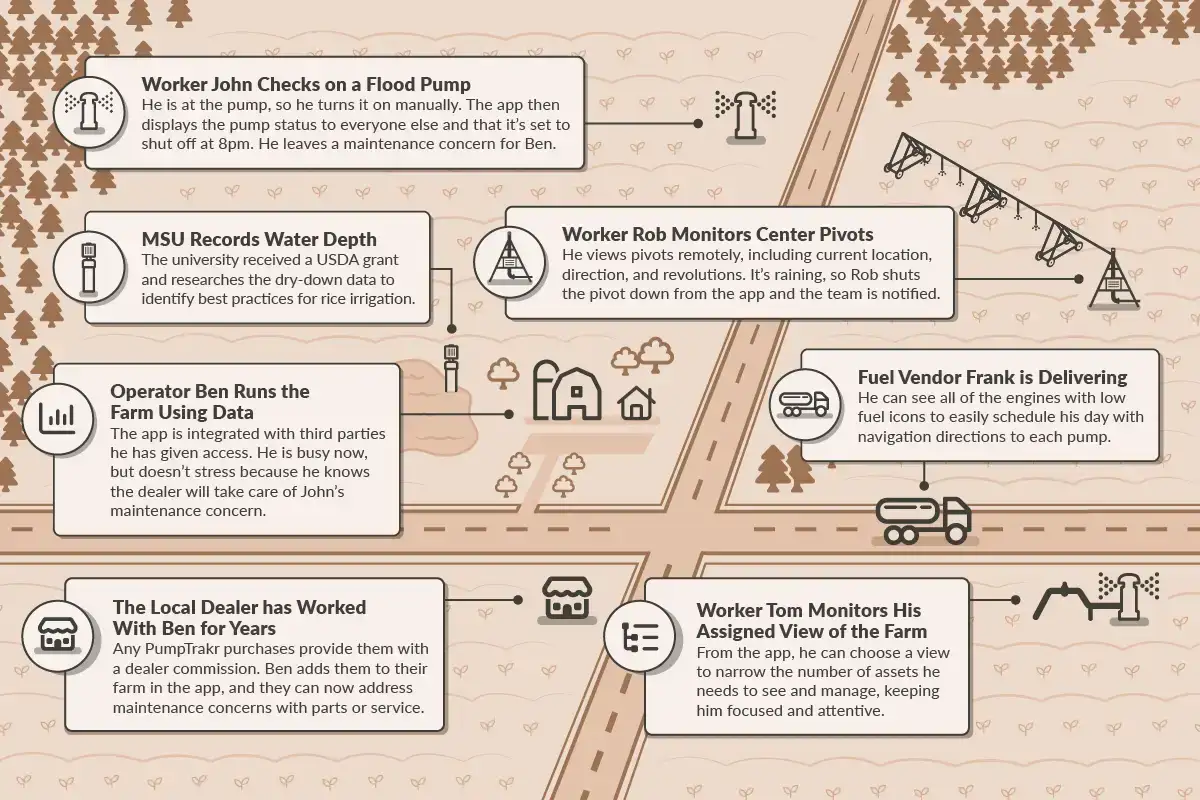 Worker John Checks on a Flood Pump
He is at the pump, so he turns it on manually. The app then
displays the pump status to everyone else and that it's set to
shut off at 8pm. He leaves a maintenance concern for Ben.
MSU Records Water Depth
The university received a USDA grant
and researches the dry-down data to
identify best practices for rice irrigation.
Worker Rob Monitors Center Pivots
He views pivots remotely, including current location,
direction, and revolutions. It's raining, so Rob shuts
the pivot down from the app and the team is notified.
Operator Ben Runs the
Farm Using Data
The app is integrated with third parties
he has given access. He is busy now,
but doesn't stress because he knows
the dealer will take care of John's
maintenance concern.
Fuel Vendor Frank is Delivering
He can see all of the engines with low
fuel icons to easily schedule his day with
navigation directions to each pump.
The Local Dealer has Worked
With Ben for Years
Any PumpTrakr purchases provide them with
a dealer commission. Ben adds them to their
farm in the app, and they can now address
maintenance concerns with parts or service.
Worker Tom Monitors His
Assigned View of the Farm
From the app, he can choose a view
to narrow the number of assets he
needs to see and manage, keeping
him focused and attentive.